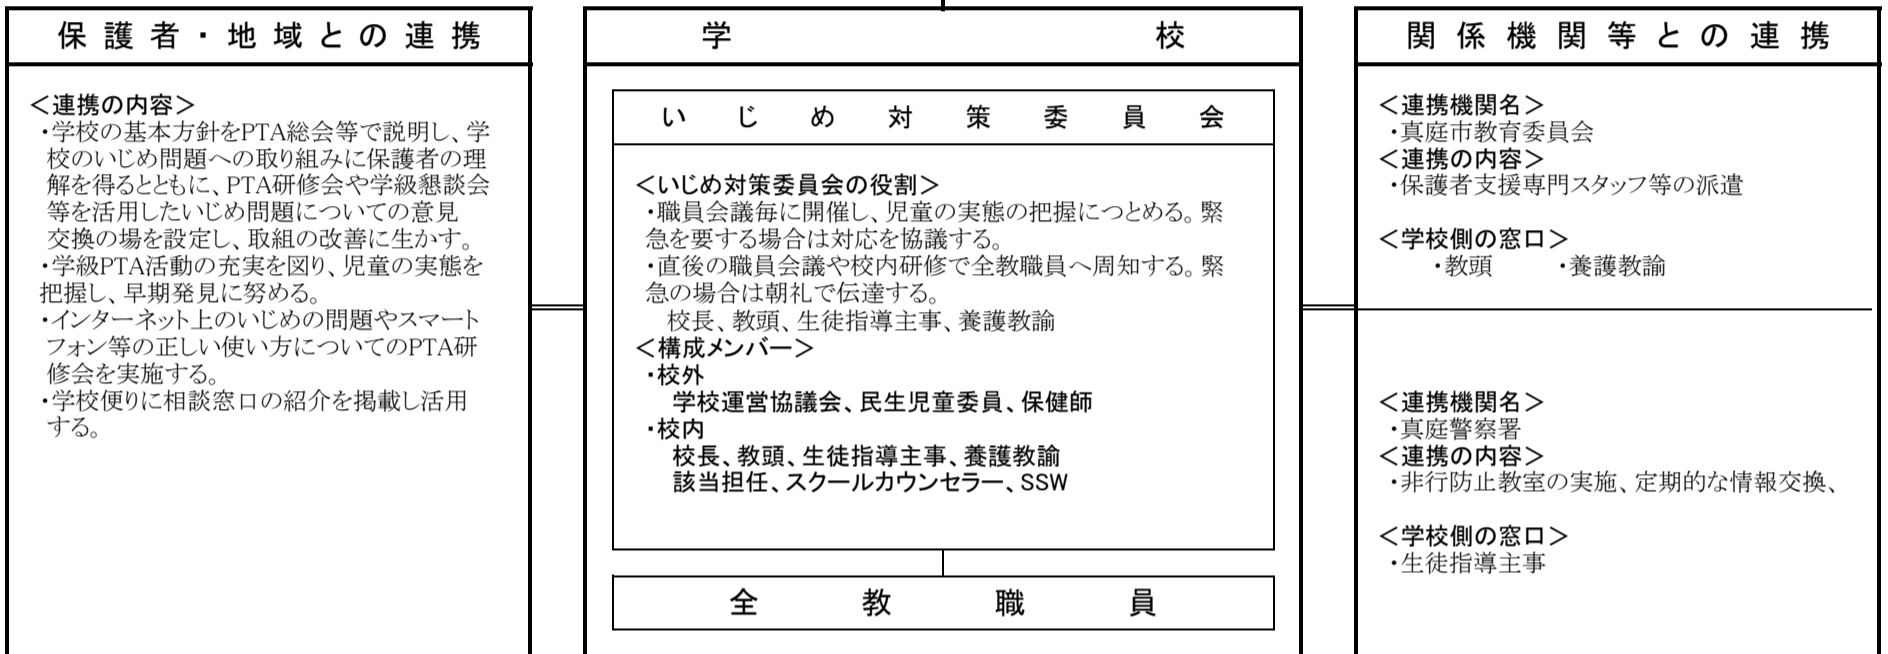 保護者・地域との連携
＜連携の内容＞
・学校の基本方針をPTA総会等で説明し、学
校のいじめ問題への取り組みに保護者の理
解を得るとともに、PTA研修会や学級懇談会
等を活用したいじめ問題についての意見
交換の場を設定し、取組の改善に生かす。
・学級PTA活動の充実を図り、児童の実態を
把握し、早期発見に努める。
・インターネット上のいじめの問題やスマート
フォン等の正しい使い方についてのPTA研
修会を実施する。
・学校便りに相談窓口の紹介を掲載し活用
する。
学校
いじめ対策委員会
＜いじめ対策委員会の役割＞
・職員会議毎に開催し、児童の実態の把握につとめる。緊
急を要する場合は対応を協議する。
・直後の職員会議や校内研修で全教職員へ周知する。緊
急の場合は朝礼で伝達する。
校長、教頭、生徒指導主事、養護教諭
＜構成メンバー＞
・校外
学校運営協議会、民生児童委員、保健師
・校内
校長、教頭、生徒指導主事、養護教諭
該当担任、スクールカウンセラー、SSW
全教職員
関係機関等との連携
＜連携機関名＞
・真庭市教育委員会
＜連携の内容＞
・保護者支援専門スタッフ等の派遣
＜学校側の窓口＞
・教頭　・養護教諭
＜連携機関名＞
・真庭警察署
＜連携の内容＞
・非行防止教室の実施、定期的な情報交換、
＜学校側の窓口＞
・生徒指導主事